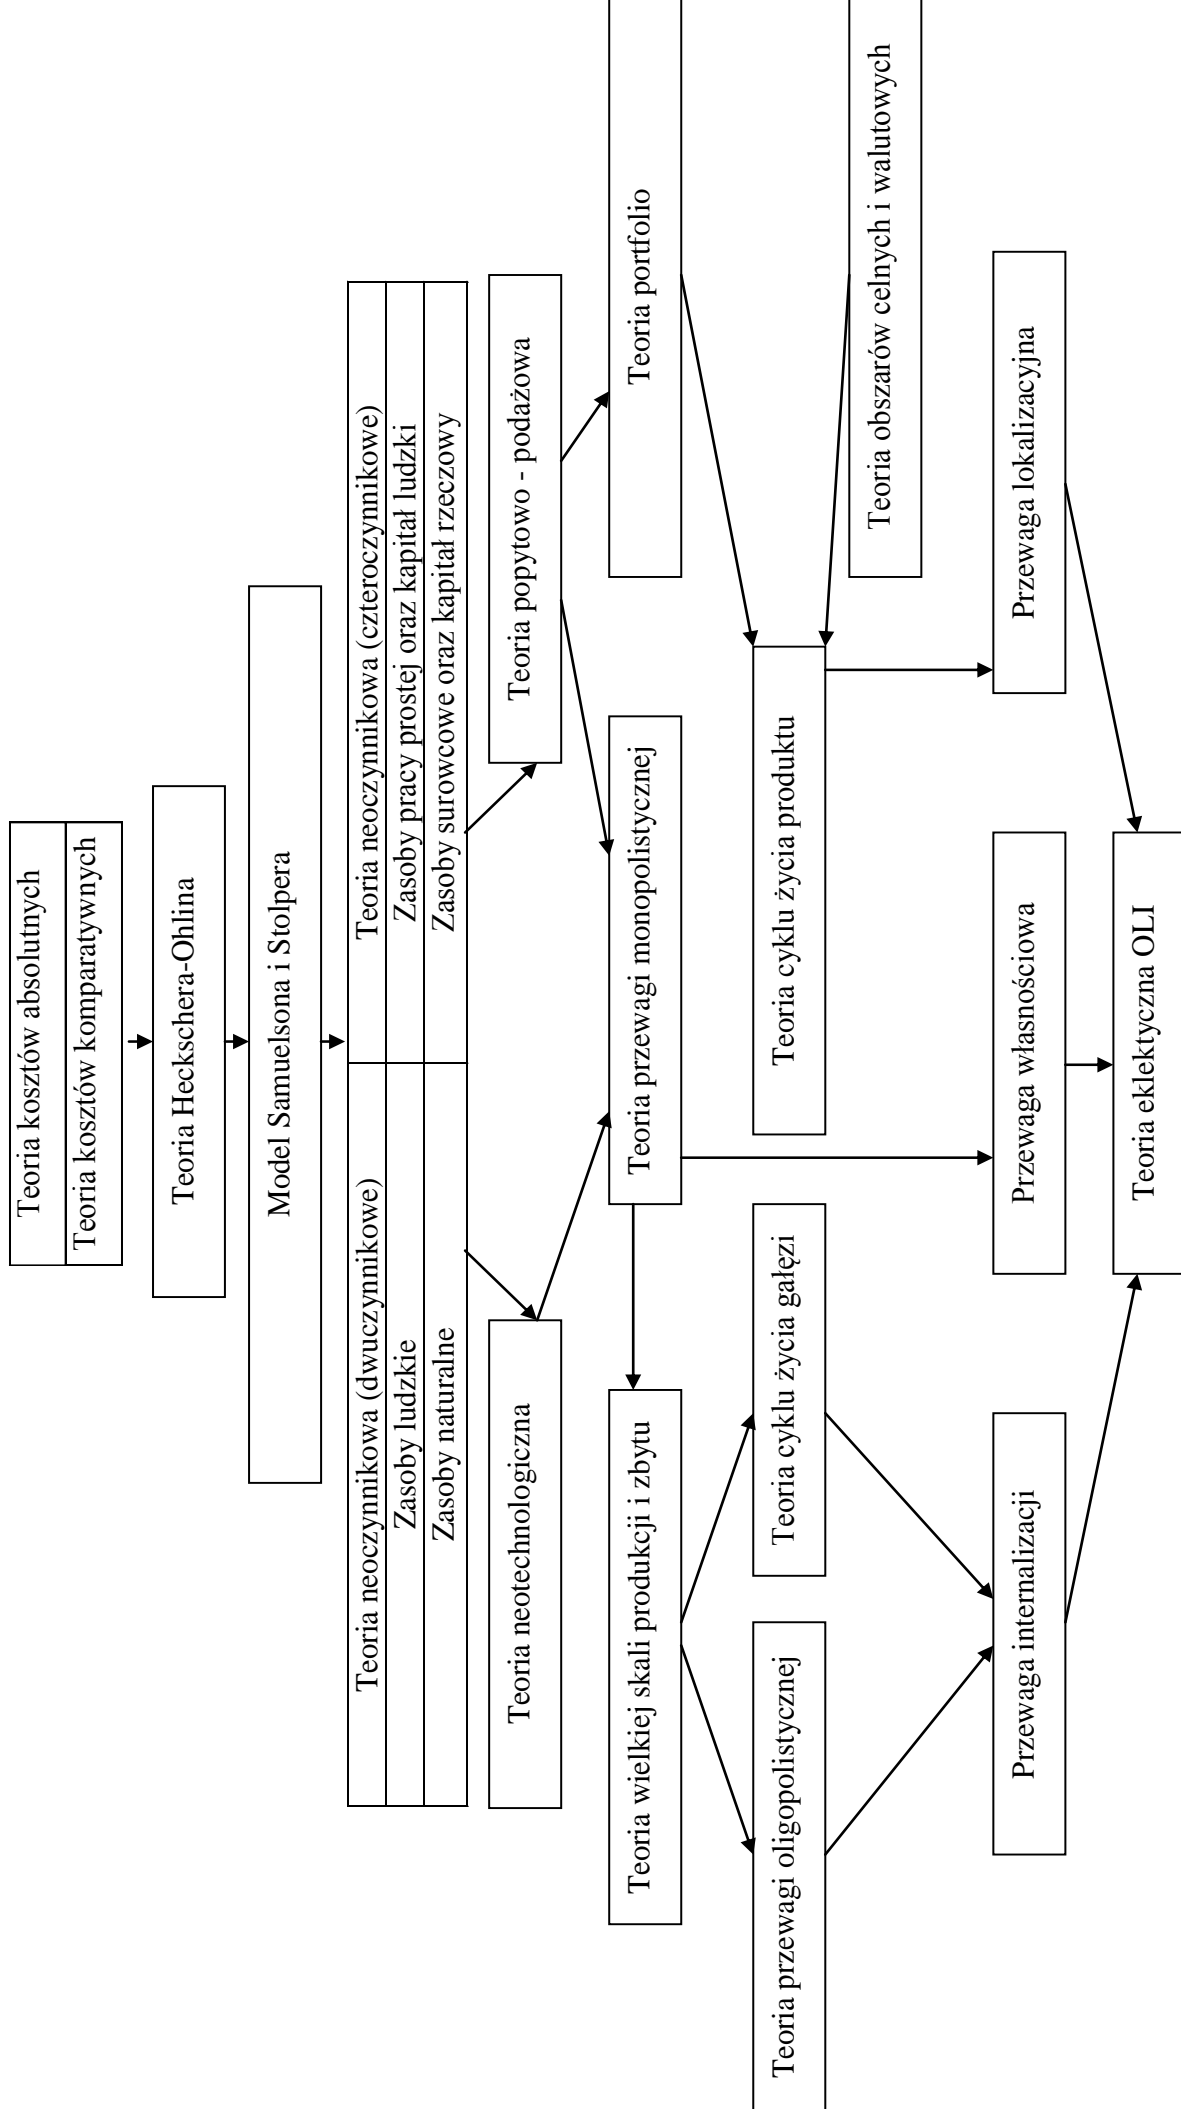 Teoria kosztów absolutnych
Teoria kosztów komparatywnych
Teoria Heckschera-Ohlina
Model Samuelsona i Stolpera
Teoria neoczynnikowa (dwuczynnikowe)
Teoria neoczynnikowa (czteroczynnikowe)
Zasoby ludzkie
Zasoby pracy prostej oraz kapitał ludzki
Zasoby naturalne
Zasoby surowcowe oraz kapitał rzeczowy
Teoria neotechnologiczna
Teoria popytowo - podażowa
Teoria wielkiej skali produkcji i zbytu
Teoria przewagi monopolistycznej
Teoria portfolio
Teoria przewagi oligopolistycznej
Teoria cyklu życia gałęzi
Teoria cyklu życia produktu
Teoria obszarów celnych i walutowych
Przewaga internalizacji
Przewaga własnościowa
Przewaga lokalizacyjna
Teoria eklektyczna OLI